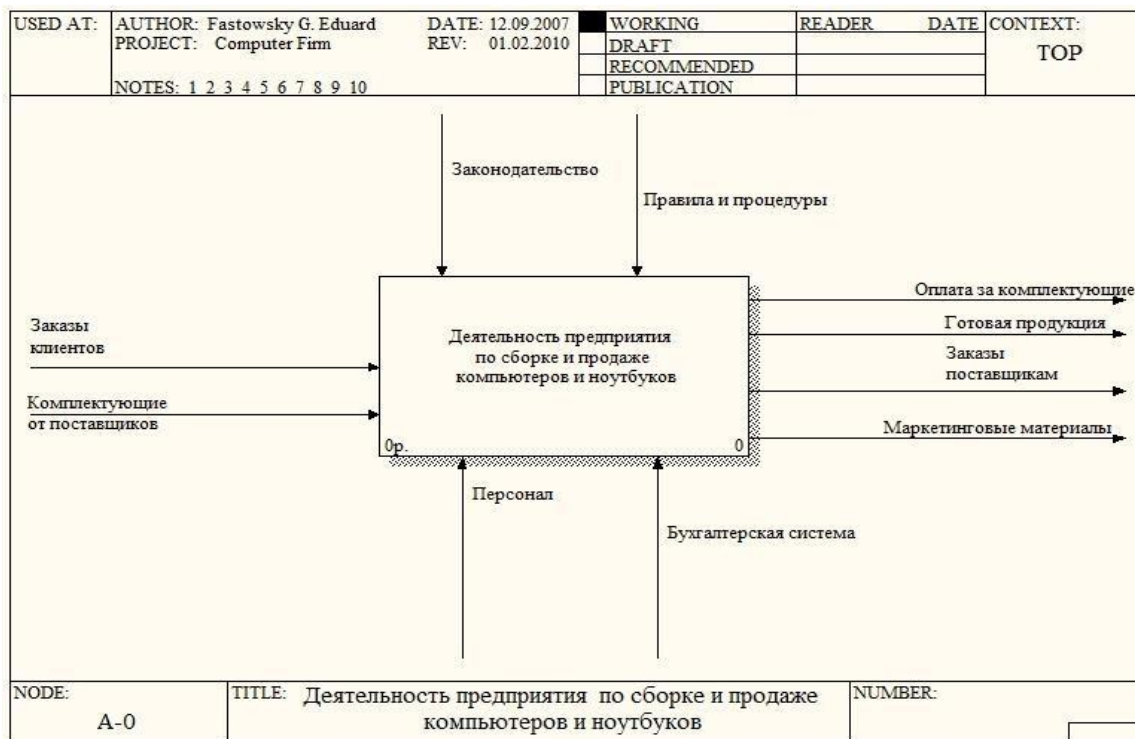 USED AT:
AUTHOR: Fastowsky G. Eduard
DATE: 12.09.2007
PROJECT: Computer Firm
REV: 01.02.2010
NOTES: 1 2 3 4 5 6 7 8 9 10
WORKING
DRAFT
RECOMMENDED
PUBLICATION
READER
DATE
CONTEXT:
TOP
Законодательство
Правила и процедуры
Заказы
клиентов
Комплектующие
от поставщиков
Деятельность предприятия
по сборке и продаже
компьютеров и ноутбуков
0р.
0
Оплата за комплектующие
Готовая продукция
Заказы
поставщикам
Маркетинговые материалы
Персонал
Бухгалтерская система
NODE:
A-0
TITLE: Деятельность предприятия по сборке и продаже
компьютеров и ноутбуков
NUMBER: